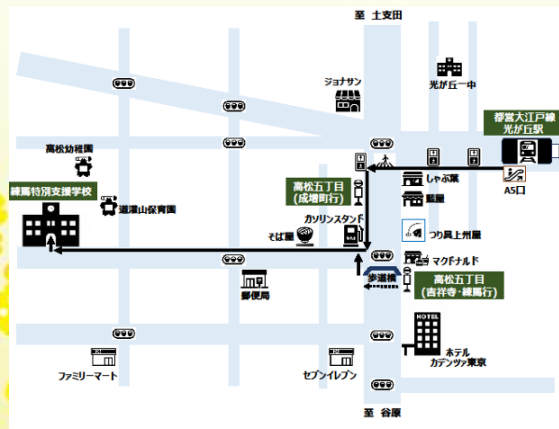 至 土支田
ジョナサン
光が丘一中
都営大江戸線
光が丘駅
高松幼稚園
練馬特別支援学校
高松五丁目
(成増町行)
しゃぶ葉
A5口
藍屋
道灌山保育園
ガソリンスタンド
そば屋
つり具上州屋
マクドナルド
歩道橋
高松五丁目
(吉祥寺・練馬行)
郵便局
HOTEL
ホテル
カデンツァ東京
ファミリーマート
セブンイレブン
至 谷原